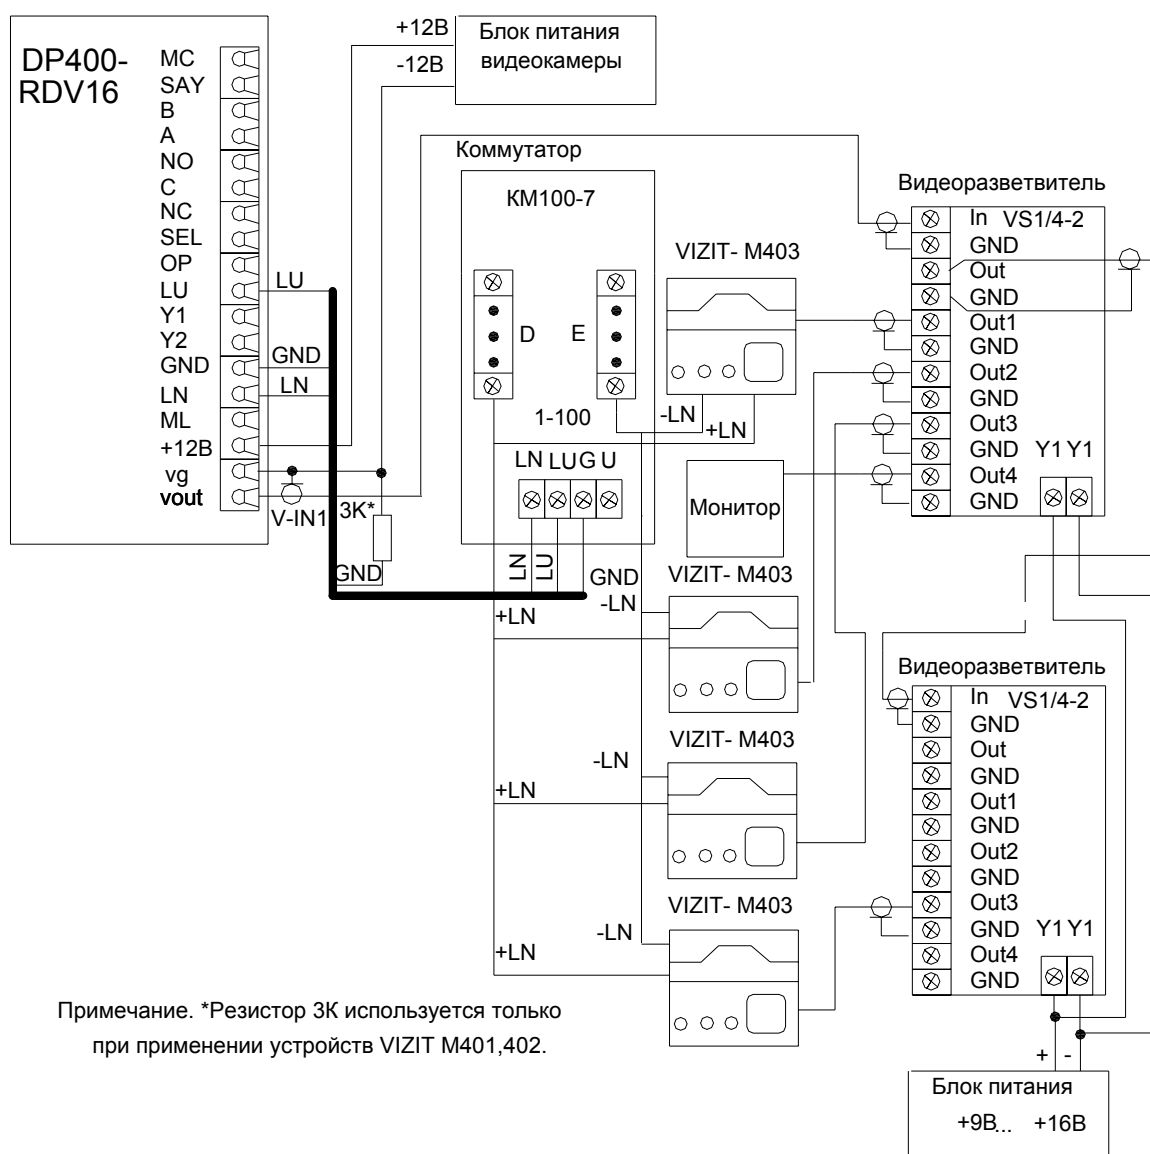 DP400-
RDV16
MC
SAY
B
A
NO
C
NC
SEL
OP
LU
Y1
Y2
GND
LN
ML
+12В
vg
vout
LU
GND
LN
V-IN1
3K*
GND
+12В
-12В
Блок питания
видеокамеры
Коммутатор
КМ100-7
D
E
1-100
LN LU G U
LN
LU
GND
VIZIT- M403
-LN
+LN
Монитор
VIZIT- M403
-LN
+LN
VIZIT- M403
-LN
+LN
VIZIT- M403
-LN
+LN
Видеоразветвитель
VS1/4-2
In
GND
Out
GND
Out1
GND
Out2
GND
Out3
GND
Out4
GND
Y1 Y1
Видеоразветвитель
VS1/4-2
In
GND
Out
GND
Out1
GND
Out2
GND
Out3
GND
Out4
GND
Y1 Y1
+ -
Блок питания
+9В... +16В
Примечание. *Резистор 3К используется только
при применении устройств VIZIT M401,402.